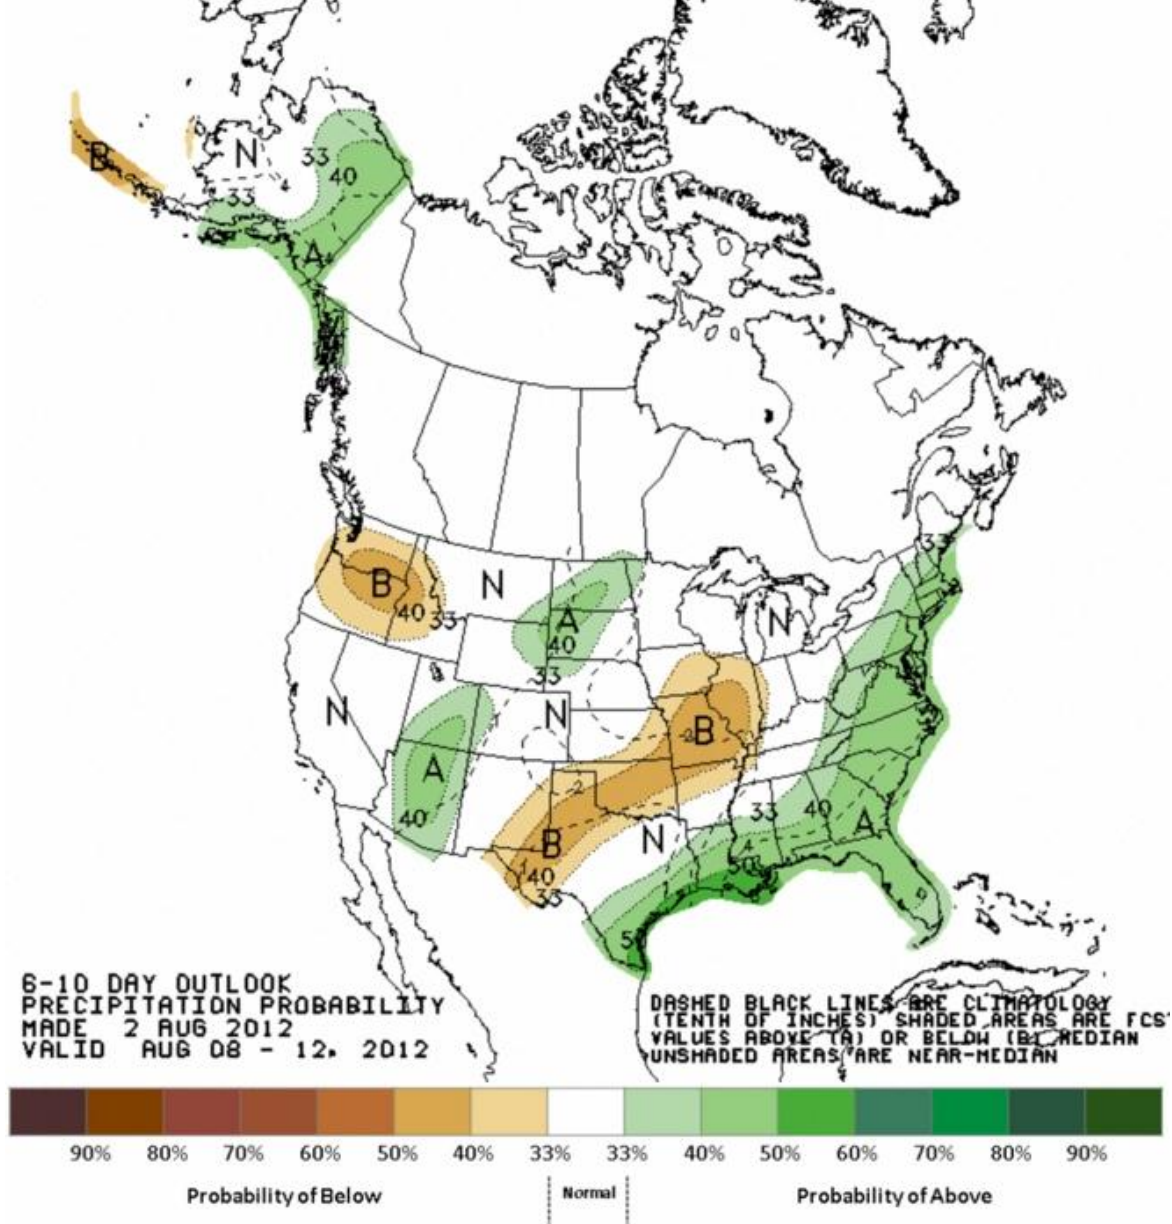 B
N
33
40
33
A
33
B
40
33
N
A
40
33
N
N
N
B
A
40
B
40
33
N
33
40
A
50
5
6-10 DAY OUTLOOK
PRECIPITATION PROBABILITY
MADE 2 AUG 2012
VALID AUG 08 - 12, 2012
DASHED BLACK LINES ARE CLIMATOLOGY
(TENTH OF INCHES) SHADED AREAS ARE FCST
VALUES ABOVE (A) OR BELOW (B) MEDIAN
UNSHADED AREAS ARE NEAR-MEDIAN
90% 80% 70% 60% 50% 40% 33% 33% 40% 50% 60% 70% 80% 90%
Probability of Below Normal Probability of Above